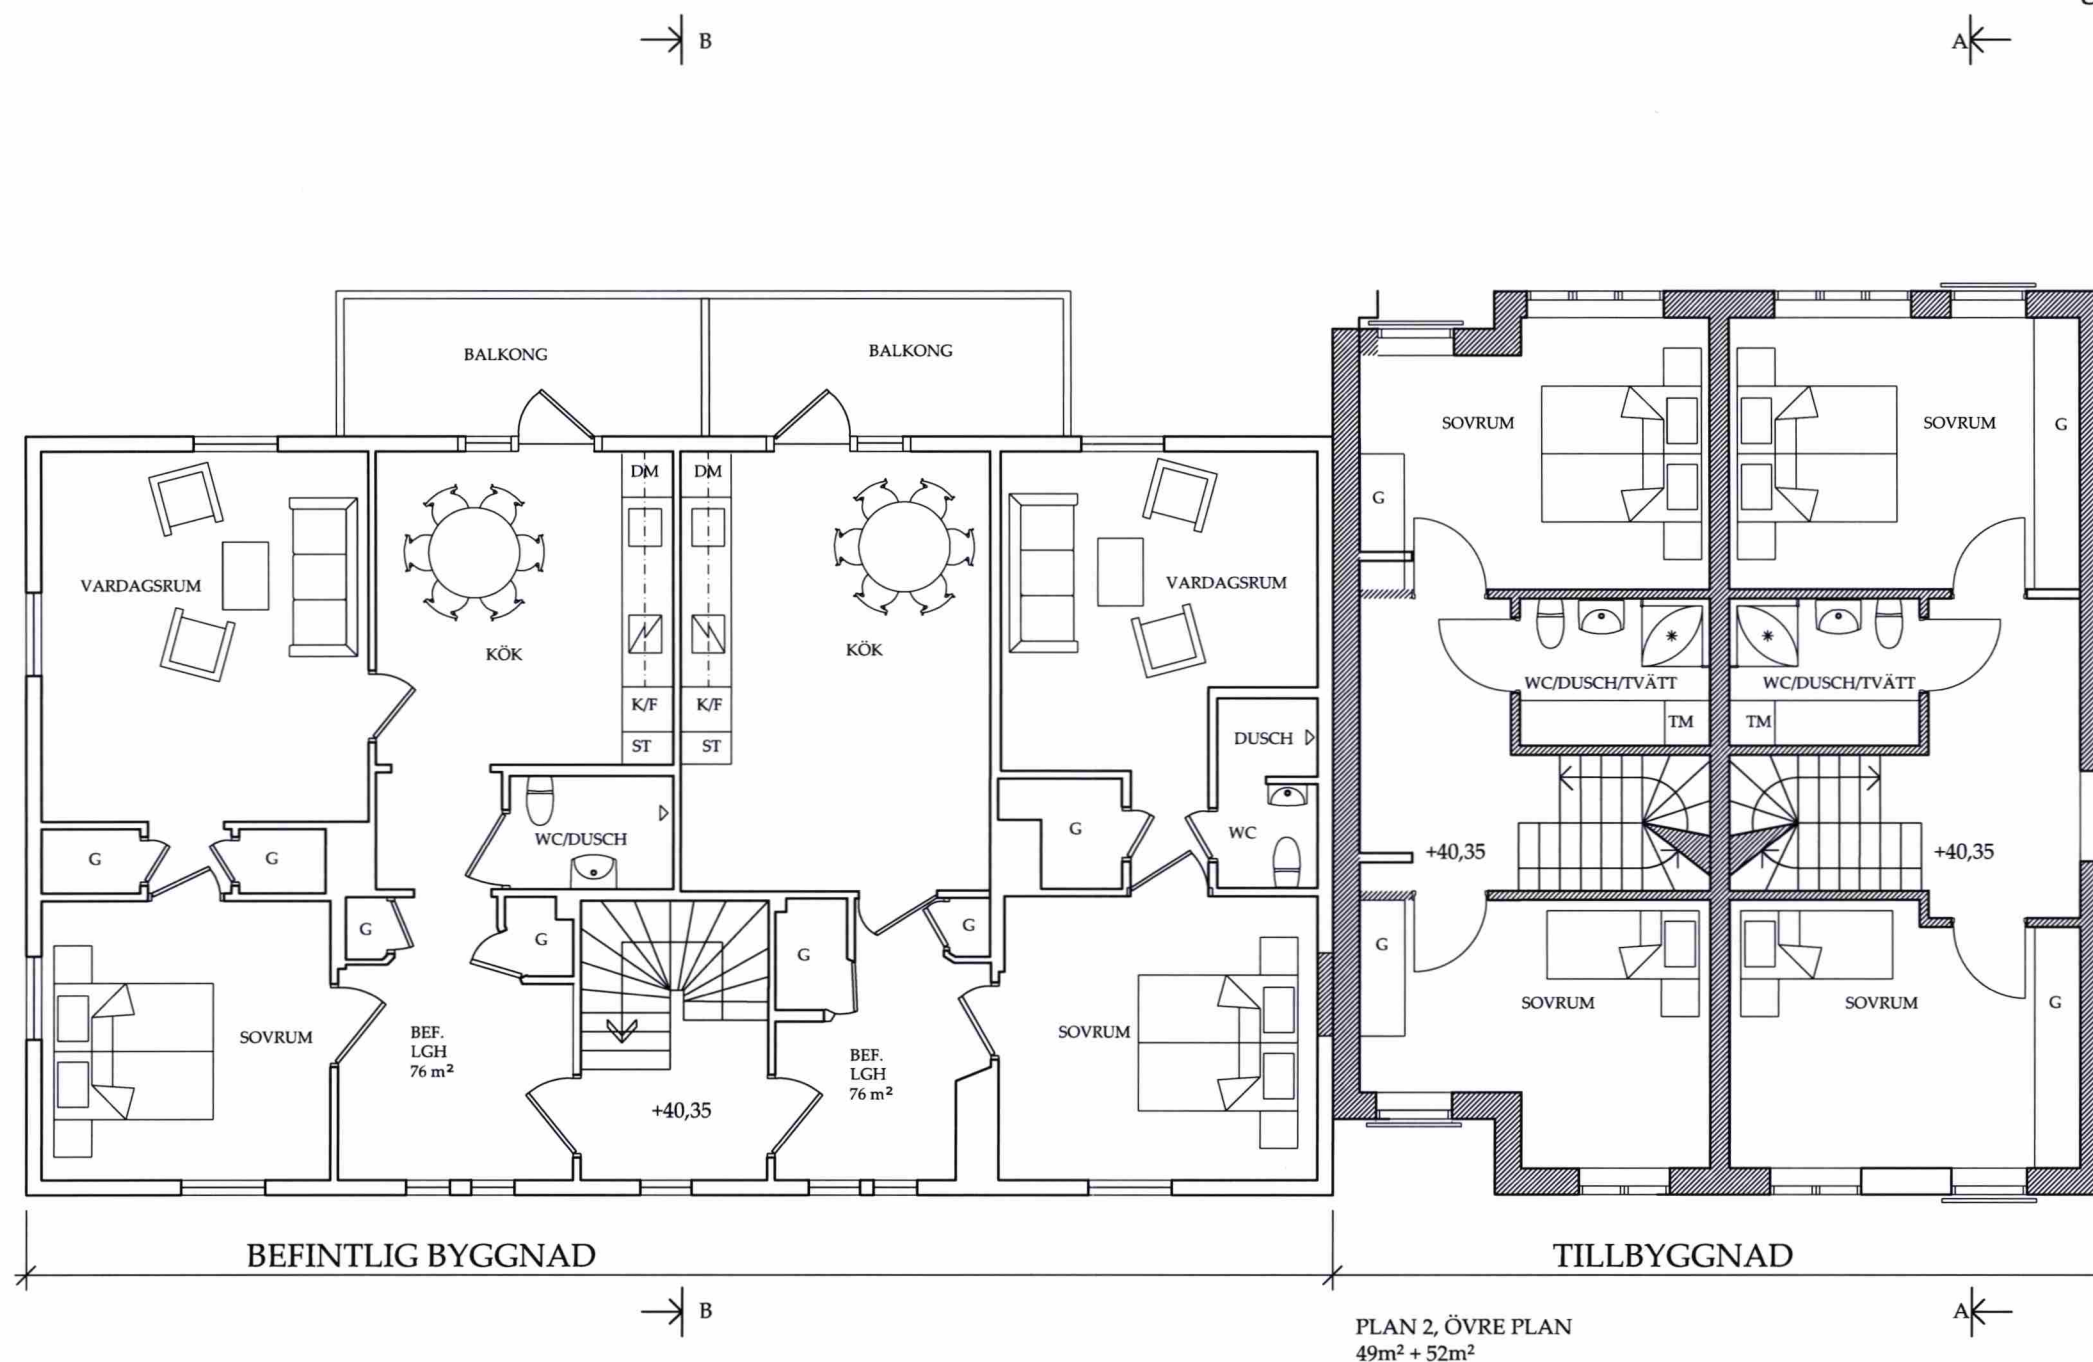 B
A
BALKONG
BALKONG
SOVRUM
SOVRUM
G
G
DM
DM
VARDAGSRUM
VARDAGSRUM
KÖK
KÖK
K/F
K/F
ST
ST
WC/DUSCH/TVÄTT
WC/DUSCH/TVÄTT
TM
TM
DUSCH
WC
WC/DUSCH
G
G
G
+40,35
+40,35
G
G
G
G
G
G
SOVRUM
SOVRUM
SOVRUM
SOVRUM
BEF.
LGH
76 m²
BEF.
LGH
76 m²
+40,35
BEFINTLIG BYGGNAD
TILLBYGGNAD
B
A
PLAN 2, ÖVRE PLAN
49m² + 52m²